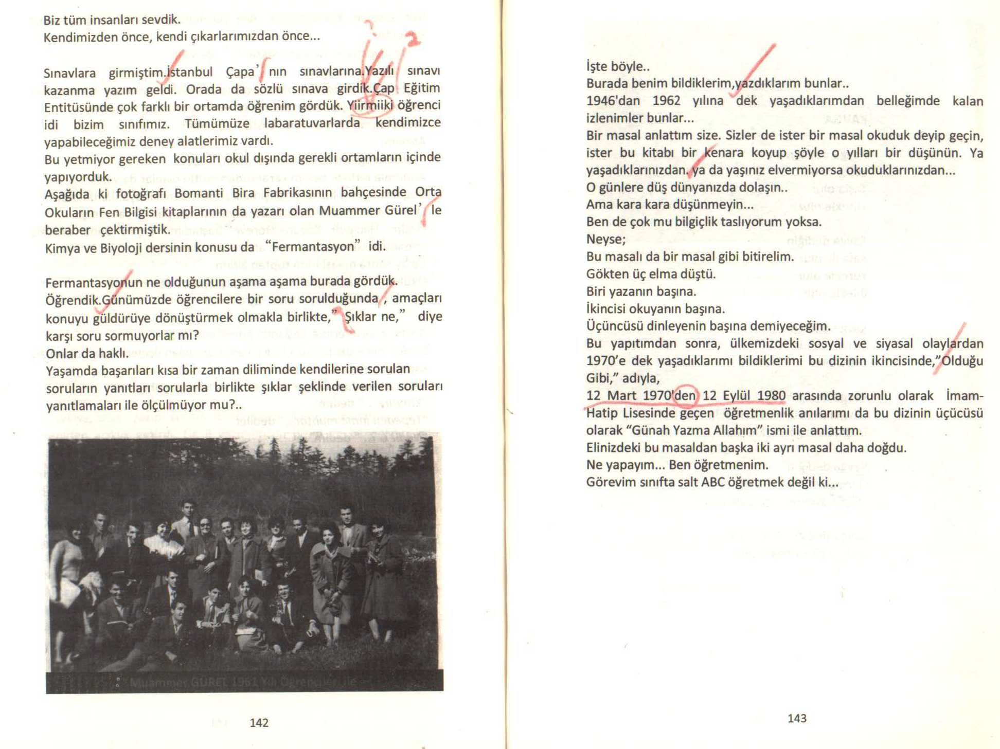 Biz tüm insanları sevdik.
Kendimizden önce, kendi çıkarlarımızdan önce...
Sınavlara girmiştim.İstanbul Çapa’ nın sınavlarına.Yazılı sınavı
kazanma yazım geldi. Orada da sözlü sınava girdik.Çap Eğitim
Entitüsünde çok farklı bir ortamda öğrenim gördük. Yiirmiiki öğrenci
idi bizim sınıfımız. Tümümüze labaratuvarlarda kendimizce
yapabileceğimiz deney alatlerimiz vardı.
Bu yetmiyor gereken konuları okul dışında gerekli ortamların içinde
yapıyorduk.
Aşağıda ki fotoğrafı Bomanti Bira Fabrikasının bahçesinde Orta
Okuların Fen Bilgisi kitaplarının da yazarı olan Muammer Gürel’ le
beraber çektirmiştik.
Kimya ve Biyoloji dersinin konusu da “Fermantasyon” idi.
Fermantasyonun ne olduğunun aşama aşama burada gördük.
Öğrendik.Günümüzde öğrencilere bir soru sorulduğunda , amaçları
konuyu güldürüye dönüştürmek olmakla birlikte,” Şıklar ne,” diye
karşı soru sormuyorlar mı?
Onlar da haklı.
Yaşamda başarıları kısa bir zaman diliminde kendilerine sorulan
soruların yanıtları sorularla birlikte şıklar şeklinde verilen soruları
yanıtlamaları ile ölçülmüyor mu?..
Muammer GÜREL 1961 Yılı Öğrencileri ile
142
2
İşte böyle..
Burada benim bildiklerim,yazdıklarım bunlar..
1946'dan 1962 yılına dek yaşadıklarımdan belleğimde kalan
izlenimler bunlar...
Bir masal anlattım size. Sizler de ister bir masal okuduk deyip geçin,
ister bu kitabı bir kenara koyup şöyle o yılları bir düşünün. Ya
yaşadıklarınızdan. ya da yaşınız elvermiyorsa okuduklarınızdan...
O günlere düş dünyanızda dolaşın..
Ama kara kara düşünmeyin...
Ben de çok mu bilgiçlik taslıyorum yoksa.
Neyse;
Bu masalı da bir masal gibi bitirelim.
Gökten üç elma düştü.
Biri yazanın başına.
İkincisi okuyanın başına.
Üçüncüsü dinleyenin başına demiyeceğim.
Bu yapıtımdan sonra, ülkemizdeki sosyal ve siyasal olaylardan
1970’e dek yaşadıklarımı bildiklerimi bu dizinin ikincisinde,”Olduğu
Gibi,” adıyla,
12 Mart 1970'den 12 Eylül 1980 arasında zorunlu olarak İmam-
Hatip Lisesinde geçen öğretmenlik anılarımı da bu dizinin üçücüsü
olarak “Günah Yazma Allahım” ismi ile anlattım.
Elinizdeki bu masaldan başka iki ayrı masal daha doğdu.
Ne yapayım... Ben öğretmenim.
Görevim sınıfta salt ABC öğretmek değil ki...
143